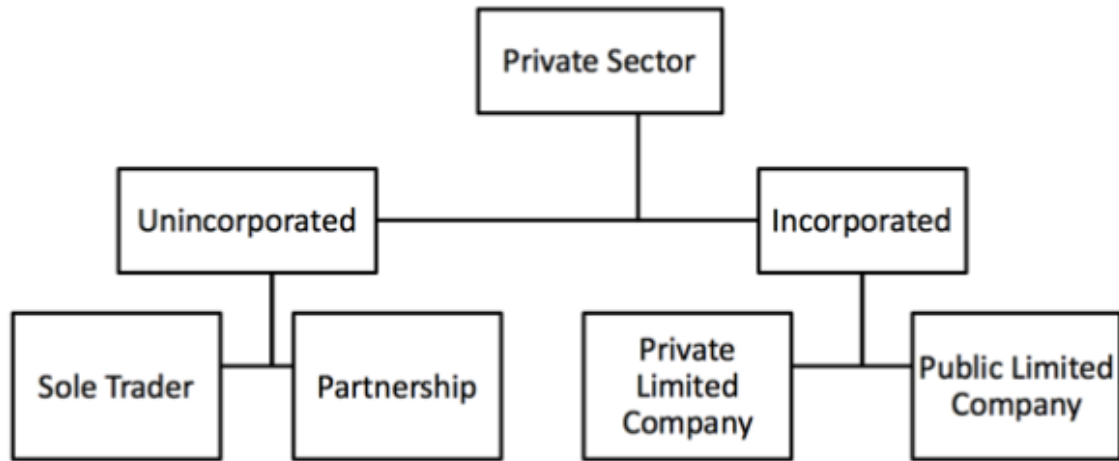 Private Sector
Unincorporated
Incorporated
Sole Trader
Partnership
Private
Limited
Company
Public Limited
Company